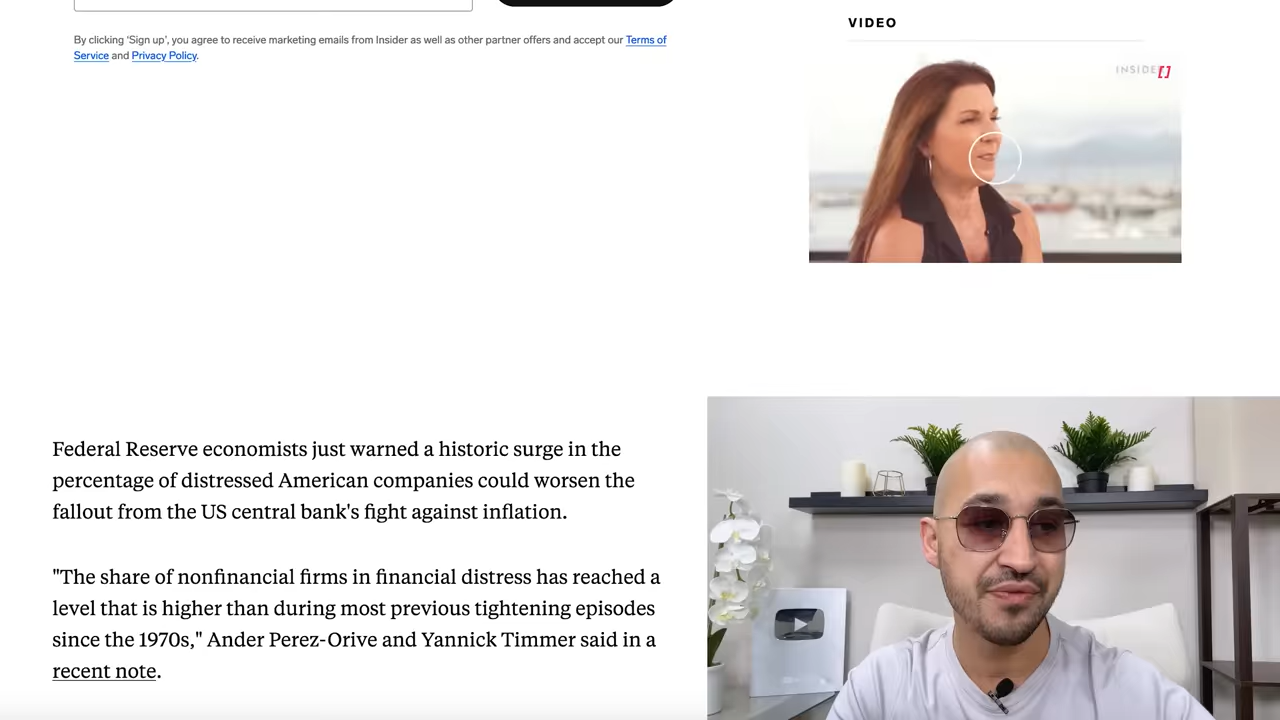 By clicking ‘Sign up’, you agree to receive marketing emails from Insider as well as other partner offers and accept our Terms of
Service and Privacy Policy.
VIDEO
INSIDE
Federal Reserve economists just warned a historic surge in the
percentage of distressed American companies could worsen the
fallout from the US central bank's fight against inflation.
"The share of nonfinancial firms in financial distress has reached a
level that is higher than during most previous tightening episodes
since the 1970s," Ander Perez-Orive and Yannick Timmer said in a
recent note.